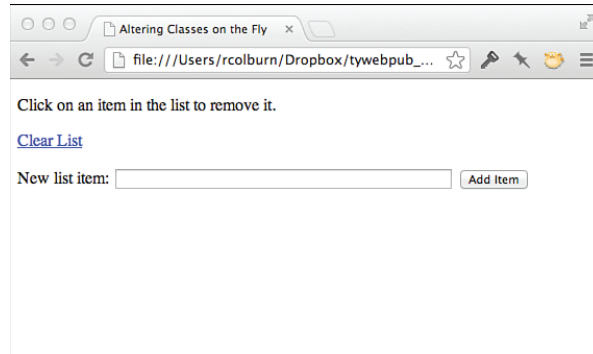 Altering Classes on the Fly
file:///Users/rcolburn/Dropbox/tywebpub_...
Click on an item in the list to remove it.
Clear List
New list item: Add Item